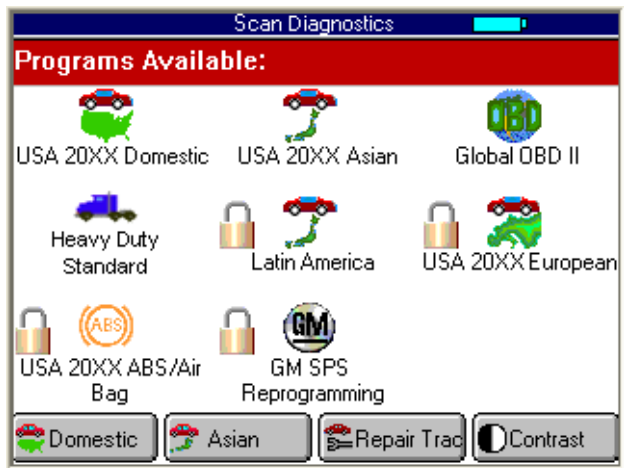 Scan Diagnostics
Programs Available:
USA 20XX Domestic
USA 20XX Asian
OBD
Global OBD II
Heavy Duty
Standard
Latin America
USA 20XX European
ABS
USA 20XX ABS/Air
Bag
GM
GM SPS
Reprogramming
Domestic
Asian
Repair Trac
Contrast